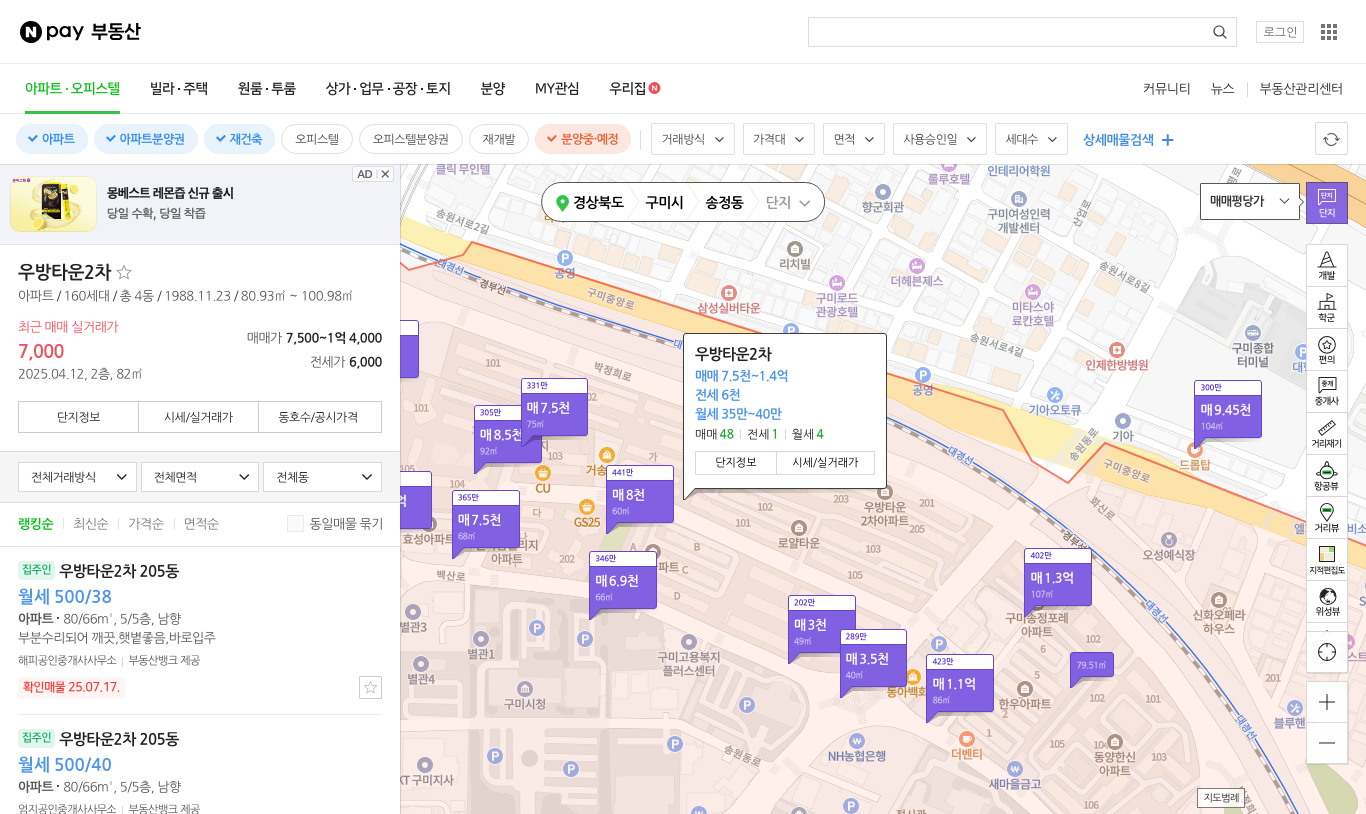 N pay 부동산
로그인
아파트·오피스텔 빌라·주택 원룸·투룸 상가·업무·공장·토지 분양 MY관심 우리집 N
커뮤니티 뉴스 부동산관리센터
아파트 아파트분양권 재건축 오피스텔 오피스텔분양권 재개발 분양중·예정 거래방식 가격대 면적 사용승인일 세대수 상세매물검색
AD
몽베스트 레몬즙 신규 출시
당일 수확, 당일 착즙
우방타운2차
아파트 / 160세대 / 총 4동 / 1988.11.23 / 80.93㎡ ~ 100.98㎡
최근 매매 실거래가
7,000
2025.04.12, 2층, 82㎡
매매가 7,500~1억 4,000
전세가 6,000
단지정보 시세/실거래가 동호수/공시가격
전체거래방식 전체면적 전체동
랭킹순 최신순 가격순 면적순 동일매물 묶기
집주인 우방타운2차 205동
월세 500/38
아파트 · 80/66㎡, 5/5층, 남향
부분수리되어 깨끗,햇볕좋음,바로입주
해피공인중개사사무소 부동산뱅크 제공
확인매물 25.07.17.
집주인 우방타운2차 205동
월세 500/40
아파트 · 80/66㎡, 5/5층, 남향
엄지공인중개사사무소 부동산뱅크 제공
경상북도 구미시 송정동 단지
매매평당가
단지
단지
개발
학군
편의
중개
중개사
거리재기
항공뷰
거리뷰
지적편집도
위성뷰
지도범례
우방타운2차
매매 7.5천~1.4억
전세 6천
월세 35만~40만
매매 48 전세 1 월세 4
단지정보 시세/실거래가
331만
매7.5천
75㎡
305만
매8.5천
92㎡
441만
매8천
60㎡
365만
매7.5천
68㎡
346만
매6.9천
66㎡
300만
매9.45천
104㎡
402만
매1.3억
107㎡
202만
매3천
49㎡
289만
매3.5천
40㎡
423만
매1.1억
86㎡
79.51㎡
클릭 무인텔
룰루호텔
인테리어학원
향군회관
구미여성인력
개발센터
산업로
송원서로2길
송원서로8길
리치빌
더헤븐제스
공영
대경선
경부선
구미중앙로
삼성실버타운
구미로드
관광호텔
미타스야
료칸호텔
송원서로4길
구미종합
터미널
인제한방병원
공영
기아오토큐
기아
송원동로
드롭탑
구미중앙로
화신로
대경선
박정희로
101
101
102
103
거송
CU
GS25
가
다
우방타운
2차아파트
205
로얄타운
효성아파트
아파트
백산로
202
201
A
B
C
D
101
102
103
105
경부선
오성예식장
신화오페라
하우스
구미송정포레
아파트
별관3
별관1
별관4
구미시청
구미고용복지
플러스센터
동아백화
한우아파트
대경선
블루핸
NH농협은행
더벤티
새마을금고
동양한신
아파트
KT 구미지사
송원동로
106